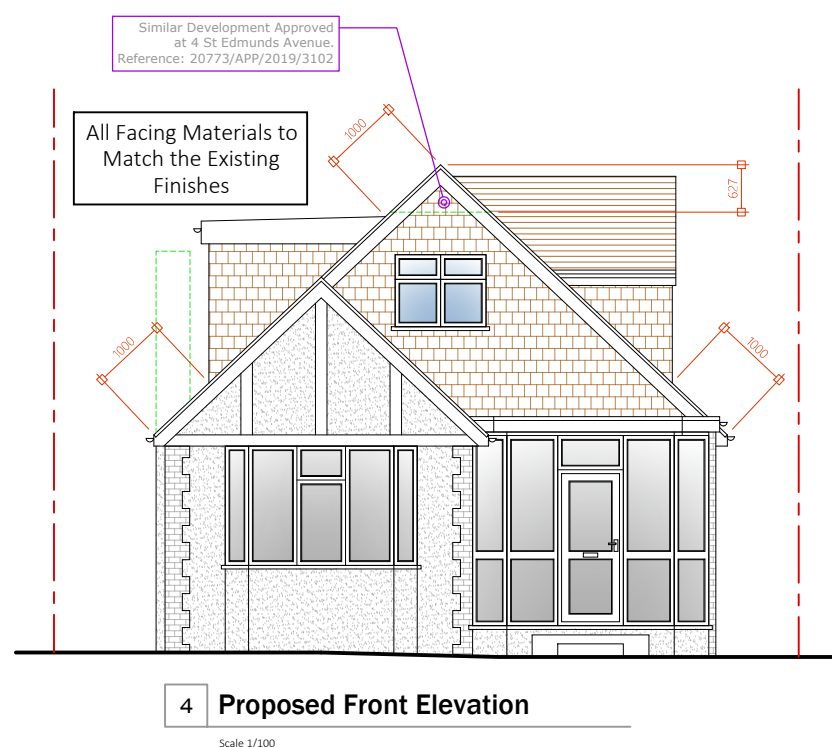 Similar Development Approved
at 4 St Edmunds Avenue.
Reference: 20773/APP/2019/3102
All Facing Materials to
Match the Existing
Finishes
1000
627
1000
1000
4 Proposed Front Elevation
Scale 1/100